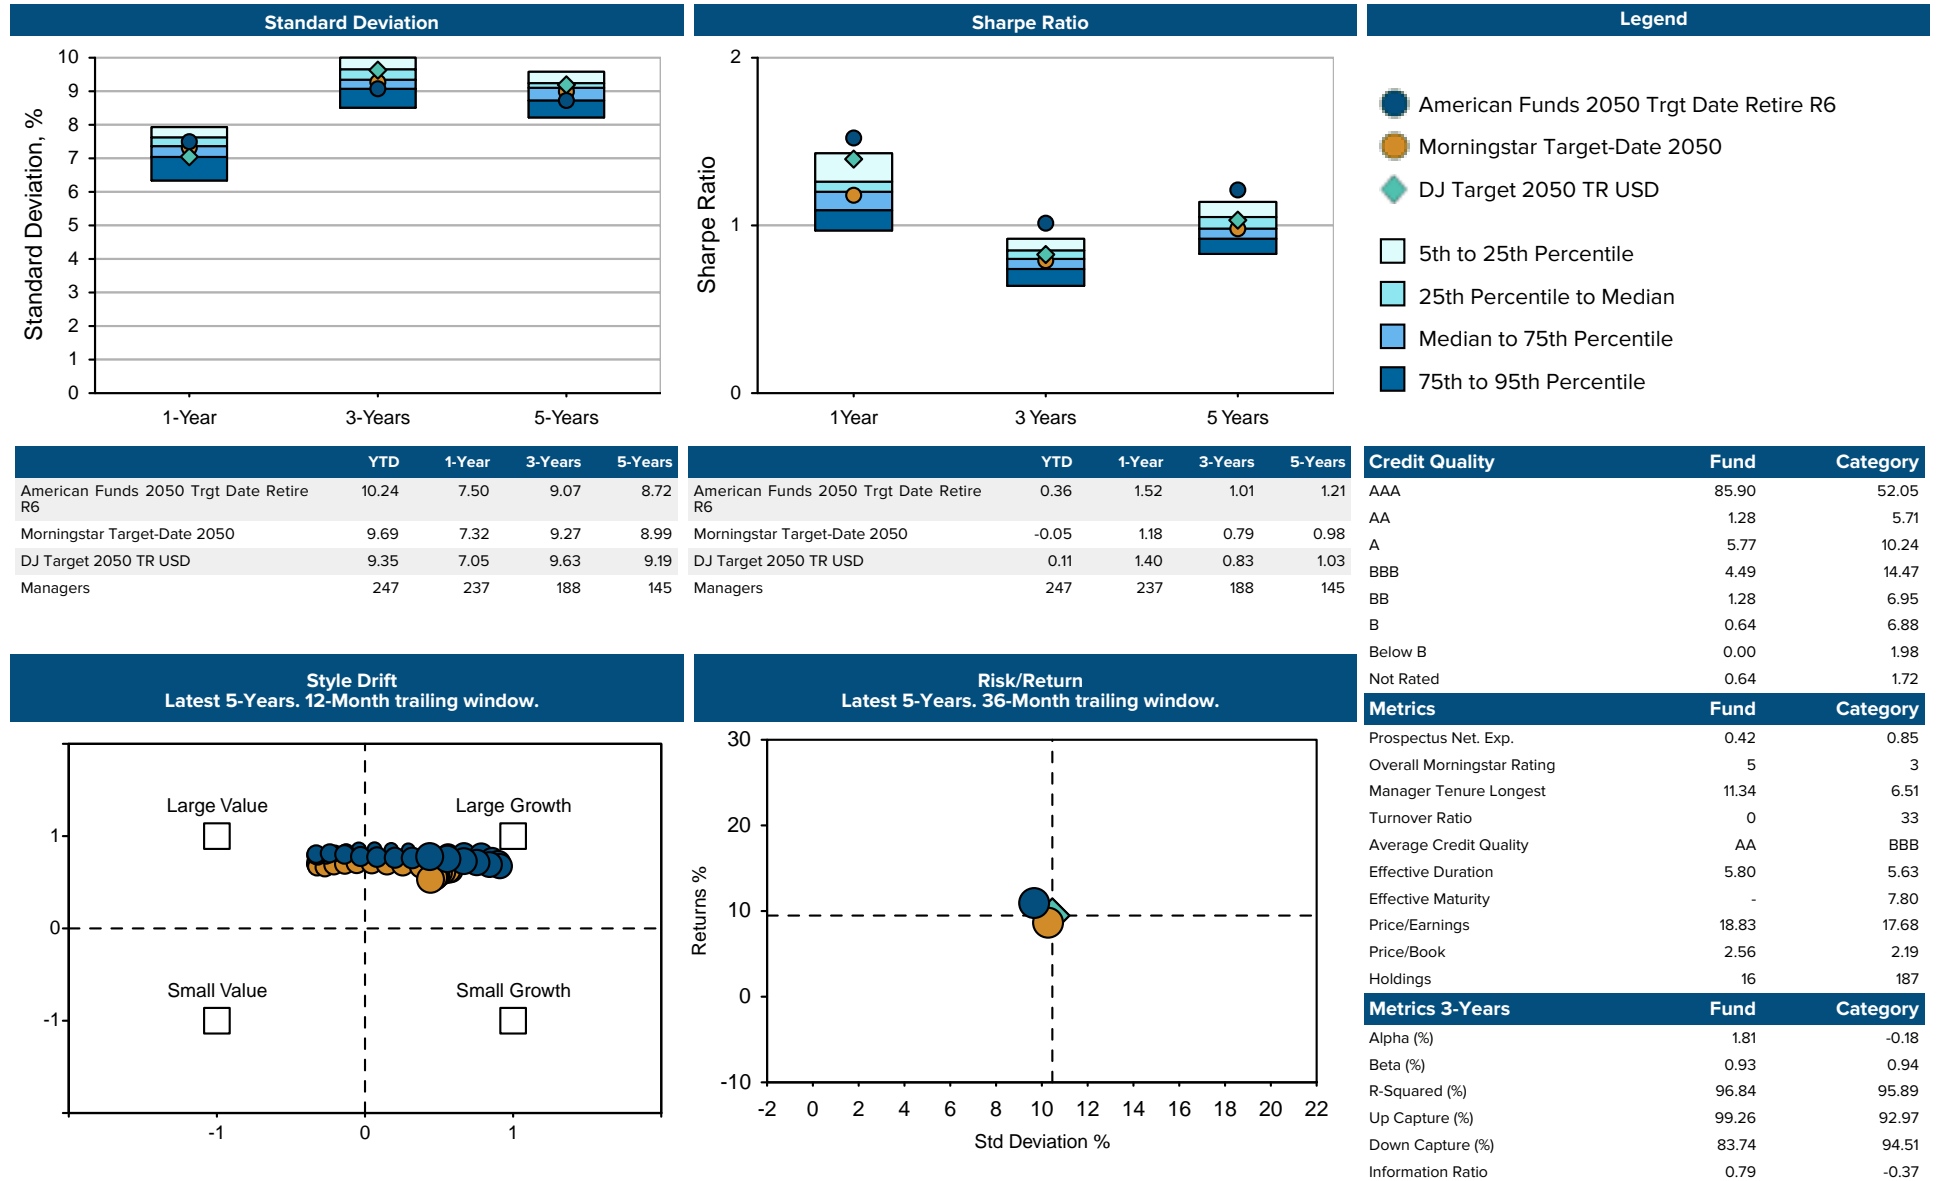 Standard Deviation
10
9
8
7
6
5
4
3
2
1
0
Standard Deviation, %
1-Year 3-Years 5-Years
Sharpe Ratio
2
1
0
Sharpe Ratio
1Year 3 Years 5 Years
Legend
American Funds 2050 Trgt Date Retire R6
Morningstar Target-Date 2050
DJ Target 2050 TR USD
5th to 25th Percentile
25th Percentile to Median
Median to 75th Percentile
75th to 95th Percentile
YTD 1-Year 3-Years 5-Years
American Funds 2050 Trgt Date Retire 10.24 7.50 9.07 8.72
R6
Morningstar Target-Date 2050 9.69 7.32 9.27 8.99
DJ Target 2050 TR USD 9.35 7.05 9.63 9.19
Managers 247 237 188 145
YTD 1-Year 3-Years 5-Years
American Funds 2050 Trgt Date Retire 0.36 1.52 1.01 1.21
R6
Morningstar Target-Date 2050 -0.05 1.18 0.79 0.98
DJ Target 2050 TR USD 0.11 1.40 0.83 1.03
Managers 247 237 188 145
Credit Quality Fund Category
AAA 85.90 52.05
AA 1.28 5.71
A 5.77 10.24
BBB 4.49 14.47
BB 1.28 6.95
B 0.64 6.88
Below B 0.00 1.98
Not Rated 0.64 1.72
Metrics Fund Category
Prospectus Net. Exp. 0.42 0.85
Overall Morningstar Rating 5 3
Manager Tenure Longest 11.34 6.51
Turnover Ratio 0 33
Average Credit Quality AA BBB
Effective Duration 5.80 5.63
Effective Maturity - 7.80
Price/Earnings 18.83 17.68
Price/Book 2.56 2.19
Holdings 16 187
Metrics 3-Years Fund Category
Alpha (%) 1.81 -0.18
Beta (%) 0.93 0.94
R-Squared (%) 96.84 95.89
Up Capture (%) 99.26 92.97
Down Capture (%) 83.74 94.51
Information Ratio 0.79 -0.37
Style Drift
Latest 5-Years. 12-Month trailing window.
Large Value Large Growth
1
0
Small Value Small Growth
-1
-1 0 1
Risk/Return
Latest 5-Years. 36-Month trailing window.
30
20
10
0
-10
Returns %
-2 0 2 4 6 8 10 12 14 16 18 20 22
Std Deviation %